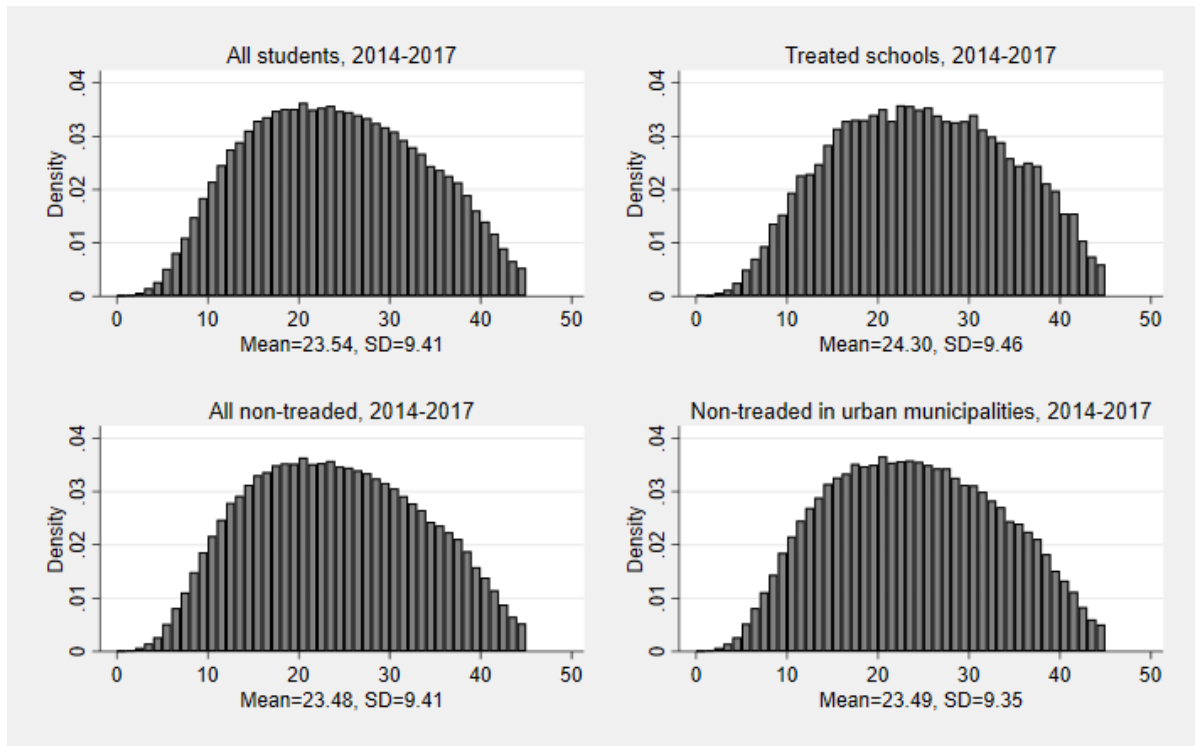 All students, 2014-2017
Density
.04
.03
.02
.01
0
0 10 20 30 40 50
Mean=23.54, SD=9.41
Treated schools, 2014-2017
Density
.04
.03
.02
.01
0
0 10 20 30 40 50
Mean=24.30, SD=9.46
All non-treaded, 2014-2017
Density
.04
.03
.02
.01
0
0 10 20 30 40 50
Mean=23.48, SD=9.41
Non-treaded in urban municipalities, 2014-2017
Density
.04
.03
.02
.01
0
0 10 20 30 40 50
Mean=23.49, SD=9.35